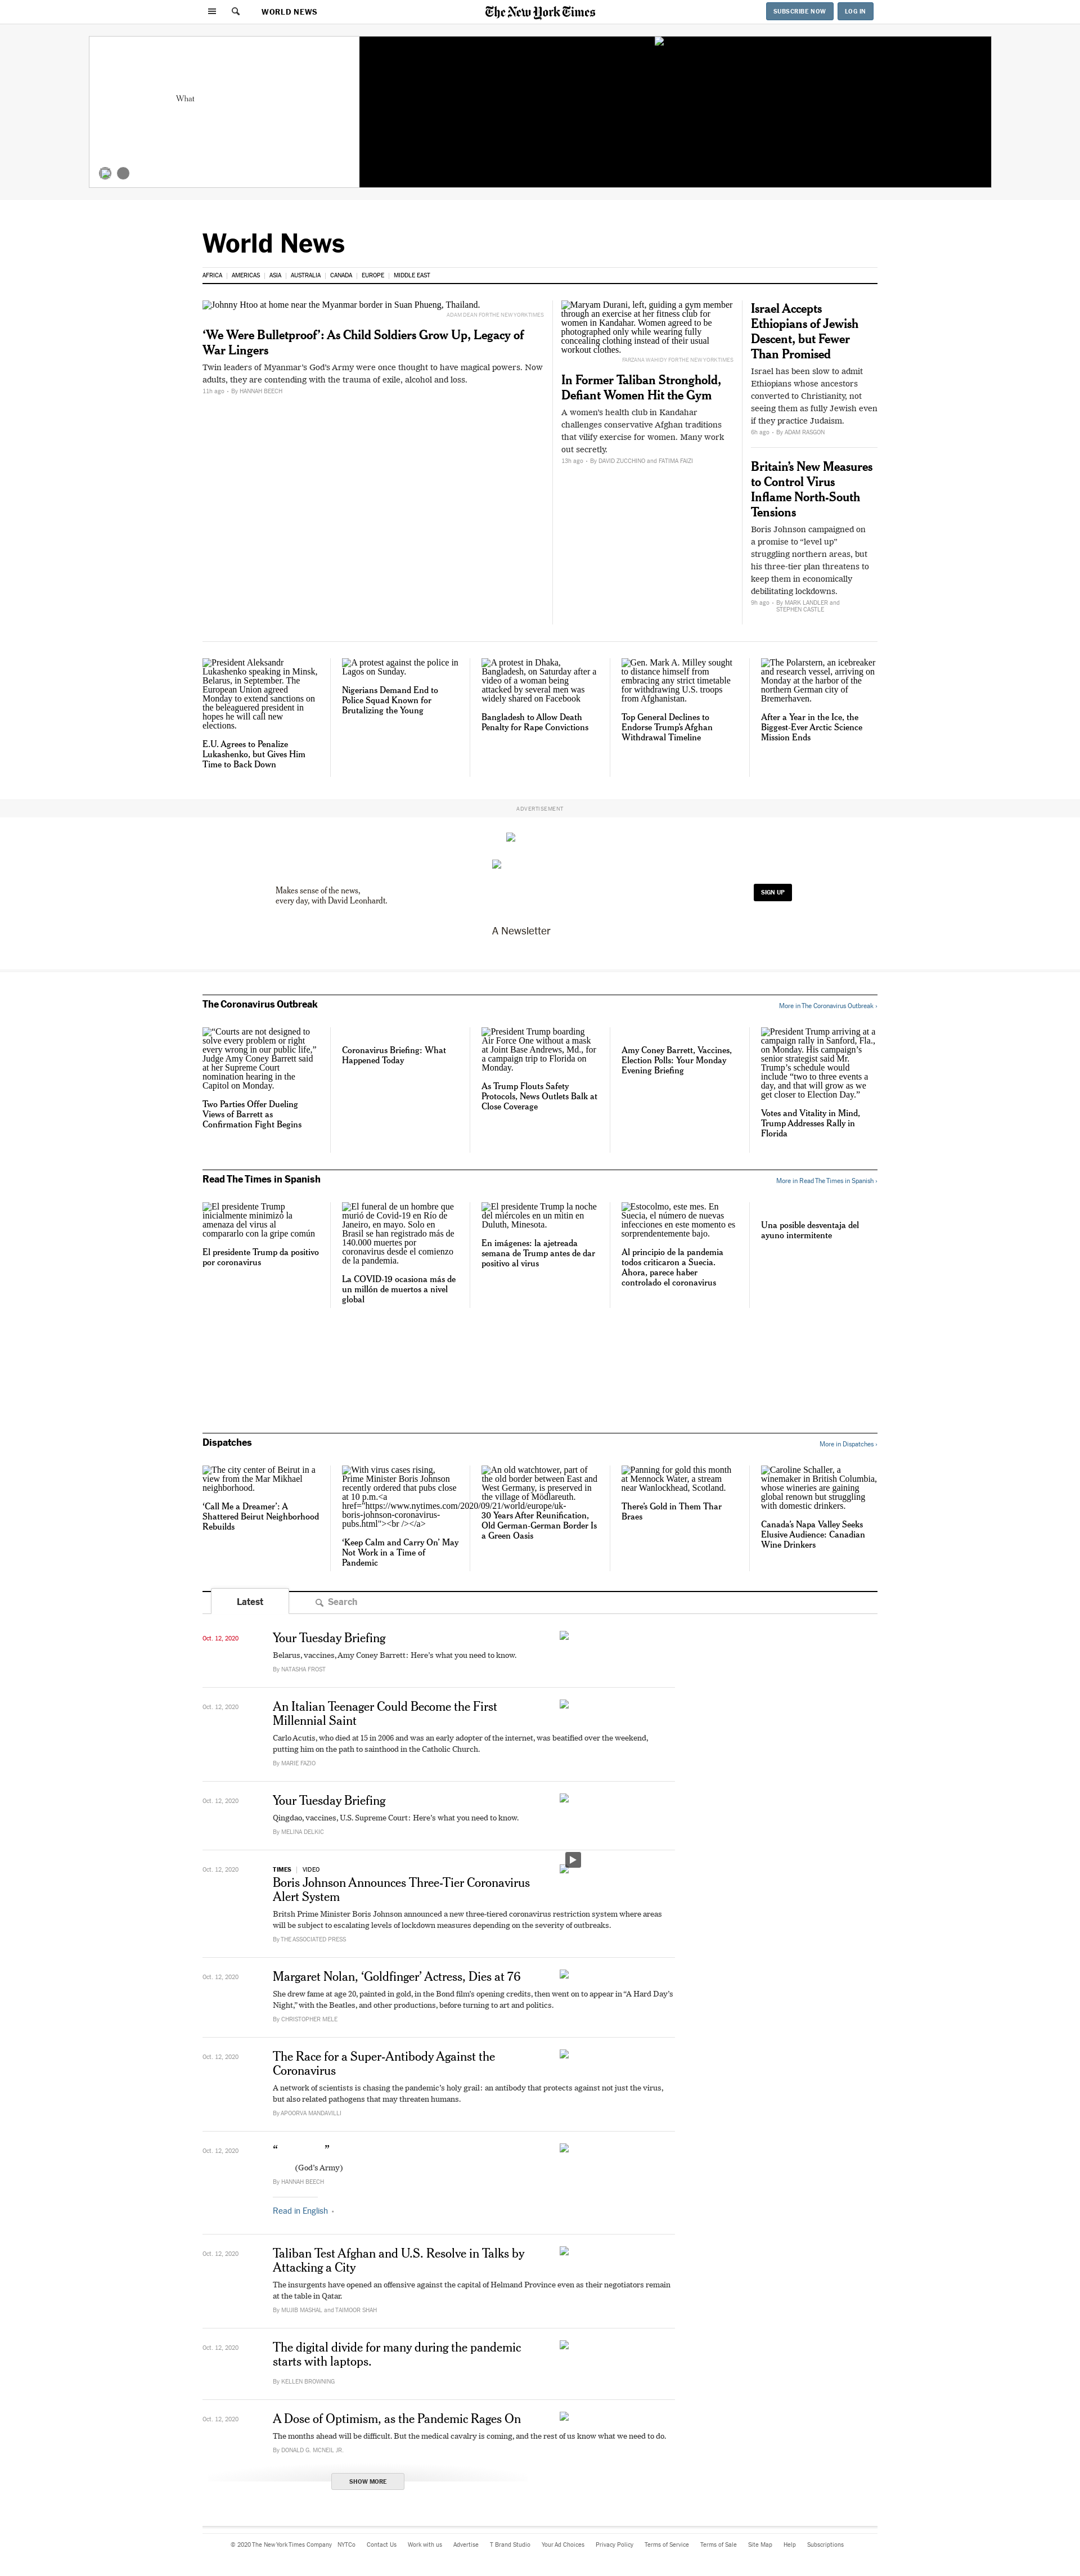 WORLD NEWS
The New York Times
SUBSCRIBE NOW
LOG IN
What
World News
AFRICA
AMERICAS
ASIA
AUSTRALIA
CANADA
EUROPE
MIDDLE EAST
Johnny Htoo at home near the Myanmar border in Suan Phueng, Thailand.
ADAM DEAN FOR THE NEW YORK TIMES
‘We Were Bulletproof’: As Child Soldiers Grow Up, Legacy of
War Lingers
Twin leaders of Myanmar’s God’s Army were once thought to have magical powers. Now
adults, they are contending with the trauma of exile, alcohol and loss.
11h ago - By HANNAH BEECH
Maryam Durani, left, guiding a gym member
through an exercise at her fitness club for
women in Kandahar. Women agreed to be
photographed only while wearing fully
concealing clothing instead of their usual
workout clothes.
FARZANA WAHIDY FOR THE NEW YORK TIMES
In Former Taliban Stronghold,
Defiant Women Hit the Gym
A women’s health club in Kandahar
challenges conservative Afghan traditions
that vilify exercise for women. Many work
out secretly.
13h ago - By DAVID ZUCCHINO and FATIMA FAIZI
Israel Accepts
Ethiopians of Jewish
Descent, but Fewer
Than Promised
Israel has been slow to admit
Ethiopians whose ancestors
converted to Christianity, not
seeing them as fully Jewish even
if they practice Judaism.
6h ago - By ADAM RASGON
Britain’s New Measures
to Control Virus
Inflame North-South
Tensions
Boris Johnson campaigned on
a promise to “level up”
struggling northern areas, but
his three-tier plan threatens to
keep them in economically
debilitating lockdowns.
9h ago - By MARK LANDLER and
STEPHEN CASTLE
President Aleksandr
Lukashenko speaking in Minsk,
Belarus, in September. The
European Union agreed
Monday to extend sanctions on
the beleaguered president in
hopes he will call new
elections.
E.U. Agrees to Penalize
Lukashenko, but Gives Him
Time to Back Down
A protest against the police in
Lagos on Sunday.
Nigerians Demand End to
Police Squad Known for
Brutalizing the Young
A protest in Dhaka,
Bangladesh, on Saturday after a
video of a woman being
attacked by several men was
widely shared on Facebook
Bangladesh to Allow Death
Penalty for Rape Convictions
Gen. Mark A. Milley sought
to distance himself from
embracing any strict timetable
for withdrawing U.S. troops
from Afghanistan.
Top General Declines to
Endorse Trump’s Afghan
Withdrawal Timeline
The Polarstern, an icebreaker
and research vessel, arriving on
Monday at the harbor of the
northern German city of
Bremerhaven.
After a Year in the Ice, the
Biggest-Ever Arctic Science
Mission Ends
ADVERTISEMENT
Makes sense of the news,
every day, with David Leonhardt.
SIGN UP
A Newsletter
The Coronavirus Outbreak
More in The Coronavirus Outbreak ›
“Courts are not designed to
solve every problem or right
every wrong in our public life,”
Judge Amy Coney Barrett said
at her Supreme Court
nomination hearing in the
Capitol on Monday.
Two Parties Offer Dueling
Views of Barrett as
Confirmation Fight Begins
Coronavirus Briefing: What
Happened Today
President Trump boarding
Air Force One without a mask
at Joint Base Andrews, Md., for
a campaign trip to Florida on
Monday.
As Trump Flouts Safety
Protocols, News Outlets Balk at
Close Coverage
Amy Coney Barrett, Vaccines,
Election Polls: Your Monday
Evening Briefing
President Trump arriving at a
campaign rally in Sanford, Fla.,
on Monday. His campaign’s
senior strategist said Mr.
Trump’s schedule would
include “two to three events a
day, and that will grow as we
get closer to Election Day.”
Votes and Vitality in Mind,
Trump Addresses Rally in
Florida
Read The Times in Spanish
More in Read The Times in Spanish ›
El presidente Trump
inicialmente minimizó la
amenaza del virus al
compararlo con la gripe común
El presidente Trump da positivo
por coronavirus
El funeral de un hombre que
murió de Covid-19 en Río de
Janeiro, en mayo. Solo en
Brasil se han registrado más de
140.000 muertes por
coronavirus desde el comienzo
de la pandemia.
La COVID-19 ocasiona más de
un millón de muertos a nivel
global
El presidente Trump la noche
del miércoles en un mitin en
Duluth, Minesota.
En imágenes: la ajetreada
semana de Trump antes de dar
positivo al virus
Estocolmo, este mes. En
Suecia, el número de nuevas
infecciones en este momento es
sorprendentemente bajo.
Al principio de la pandemia
todos criticaron a Suecia.
Ahora, parece haber
controlado el coronavirus
Una posible desventaja del
ayuno intermitente
Dispatches
More in Dispatches ›
The city center of Beirut in a
view from the Mar Mikhael
neighborhood.
‘Call Me a Dreamer’: A
Shattered Beirut Neighborhood
Rebuilds
With virus cases rising,
Prime Minister Boris Johnson
recently ordered that pubs close
at 10 p.m.<a
href="https://www.nytimes.com/2020/09/21/world/europe/uk-
boris-johnson-coronavirus-
pubs.html"><br /></a>
‘Keep Calm and Carry On’ May
Not Work in a Time of
Pandemic
An old watchtower, part of
the old border between East and
West Germany, is preserved in
the village of Mödlareuth.
30 Years After Reunification,
Old German-German Border Is
a Green Oasis
Panning for gold this month
at Mennock Water, a stream
near Wanlockhead, Scotland.
There’s Gold in Them Thar
Braes
Caroline Schaller, a
winemaker in British Columbia,
whose wineries are gaining
global renown but struggling
with domestic drinkers.
Canada’s Napa Valley Seeks
Elusive Audience: Canadian
Wine Drinkers
Latest
Search
Oct. 12, 2020
Your Tuesday Briefing
Belarus, vaccines, Amy Coney Barrett: Here’s what you need to know.
By NATASHA FROST
Oct. 12, 2020
An Italian Teenager Could Become the First
Millennial Saint
Carlo Acutis, who died at 15 in 2006 and was an early adopter of the internet, was beatified over the weekend,
putting him on the path to sainthood in the Catholic Church.
By MARIE FAZIO
Oct. 12, 2020
Your Tuesday Briefing
Qingdao, vaccines, U.S. Supreme Court: Here’s what you need to know.
By MELINA DELKIC
Oct. 12, 2020
TIMES | VIDEO
Boris Johnson Announces Three-Tier Coronavirus
Alert System
Britsh Prime Minister Boris Johnson announced a new three-tiered coronavirus restriction system where areas
will be subject to escalating levels of lockdown measures depending on the severity of outbreaks.
By THE ASSOCIATED PRESS
Oct. 12, 2020
Margaret Nolan, ‘Goldfinger’ Actress, Dies at 76
She drew fame at age 20, painted in gold, in the Bond film’s opening credits, then went on to appear in “A Hard Day’s
Night,” with the Beatles, and other productions, before turning to art and politics.
By CHRISTOPHER MELE
Oct. 12, 2020
The Race for a Super-Antibody Against the
Coronavirus
A network of scientists is chasing the pandemic’s holy grail: an antibody that protects against not just the virus,
but also related pathogens that may threaten humans.
By APOORVA MANDAVILLI
Oct. 12, 2020
“ ”
(God’s Army)
By HANNAH BEECH
Read in English ›
Oct. 12, 2020
Taliban Test Afghan and U.S. Resolve in Talks by
Attacking a City
The insurgents have opened an offensive against the capital of Helmand Province even as their negotiators remain
at the table in Qatar.
By MUJIB MASHAL and TAIMOOR SHAH
Oct. 12, 2020
The digital divide for many during the pandemic
starts with laptops.
By KELLEN BROWNING
Oct. 12, 2020
A Dose of Optimism, as the Pandemic Rages On
The months ahead will be difficult. But the medical cavalry is coming, and the rest of us know what we need to do.
By DONALD G. MCNEIL JR.
SHOW MORE
© 2020 The New York Times Company
NYTCo
Contact Us
Work with us
Advertise
T Brand Studio
Your Ad Choices
Privacy Policy
Terms of Service
Terms of Sale
Site Map
Help
Subscriptions